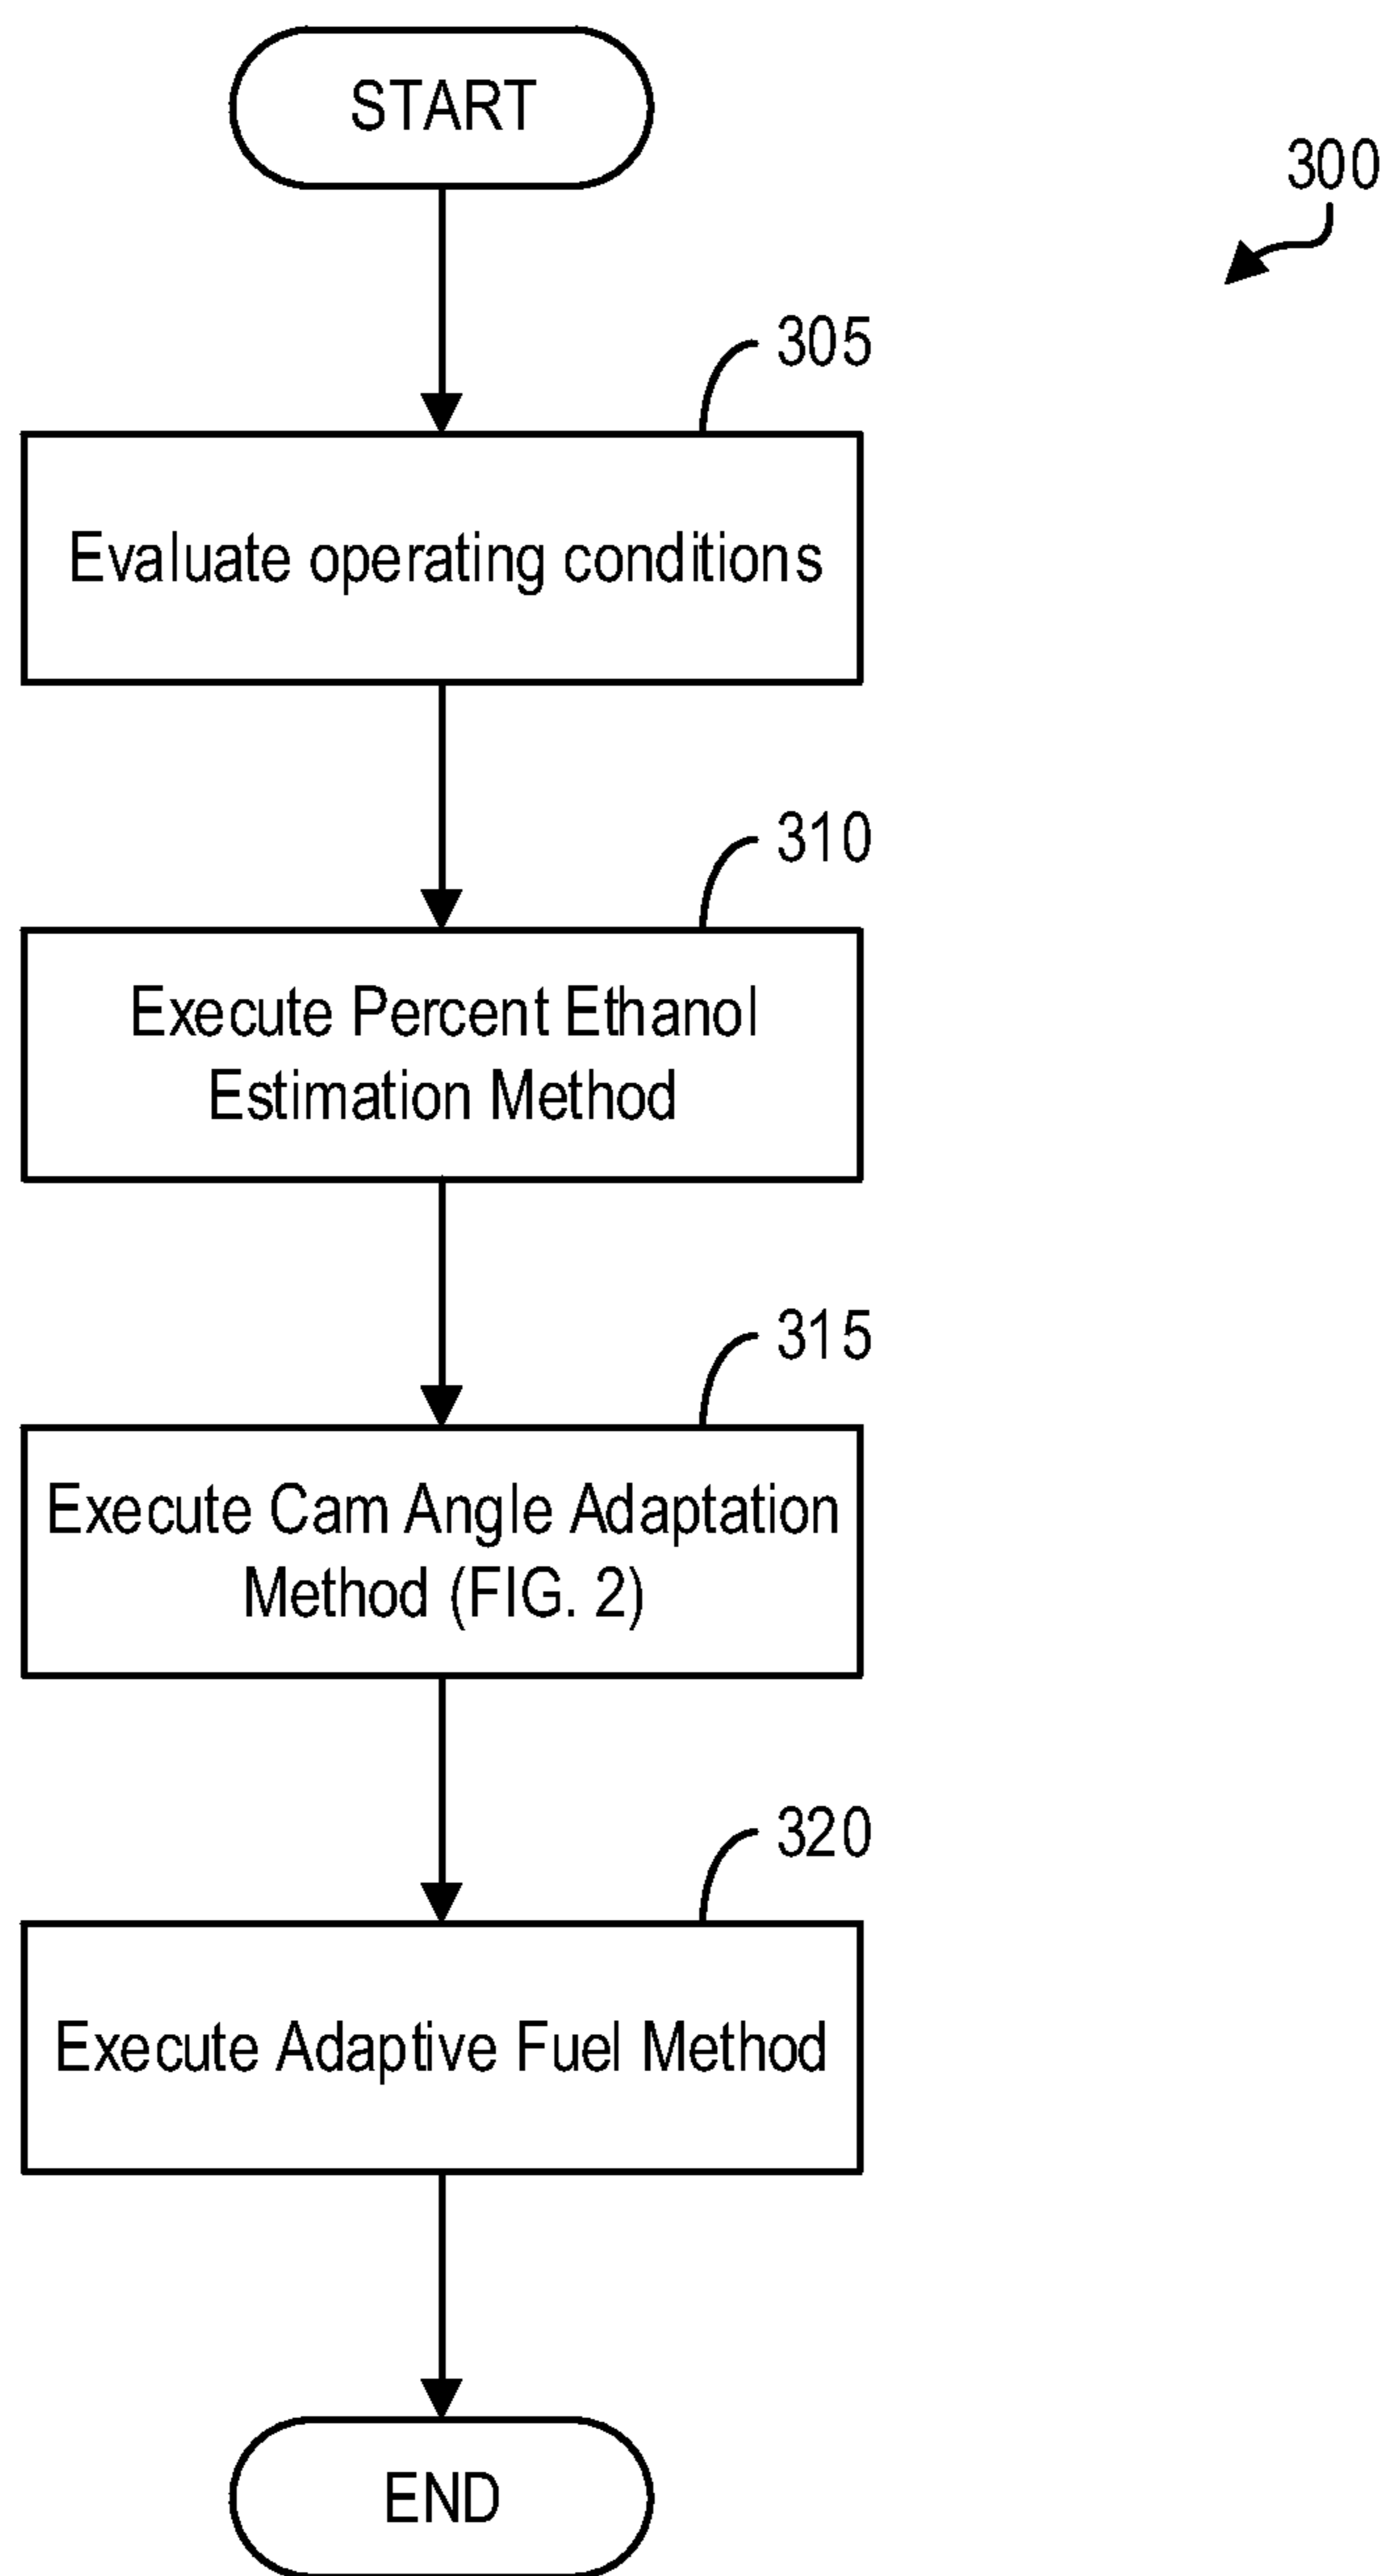 START
300
305
Evaluate operating conditions
310
Execute Percent Ethanol
Estimation Method
315
Execute Cam Angle Adaptation
Method (FIG. 2)
320
Execute Adaptive Fuel Method
END